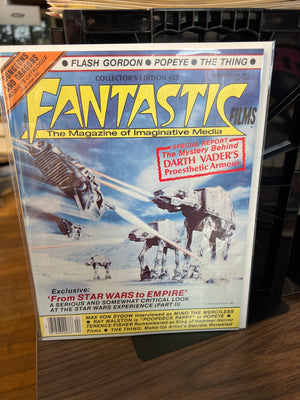 FLASH GORDON • POPEYE • THE THING
COLLECTOR'S EDITION #23
FANTASTIC
FILMS
The Magazine of Imaginative Media
SPECIAL REPORT
The Mystery Behind
DARTH VADER'S
Proesthetic Armour
Exclusive:
'From STAR WARS to EMPIRE'
A SERIOUS AND SOMEWHAT CRITICAL LOOK
AT THE STAR WARS EXPERIENCE (PART II)
MAX VON SYDOW Interviewed as MING THE MERCILESS
• RAY WALSTON is "POOPDECK PAPPY" in POPEYE •
TERENCE FISHER Remembered as King of Hammer Horror
Films • THE THING: Make-Up Artist's Secrets Revealed